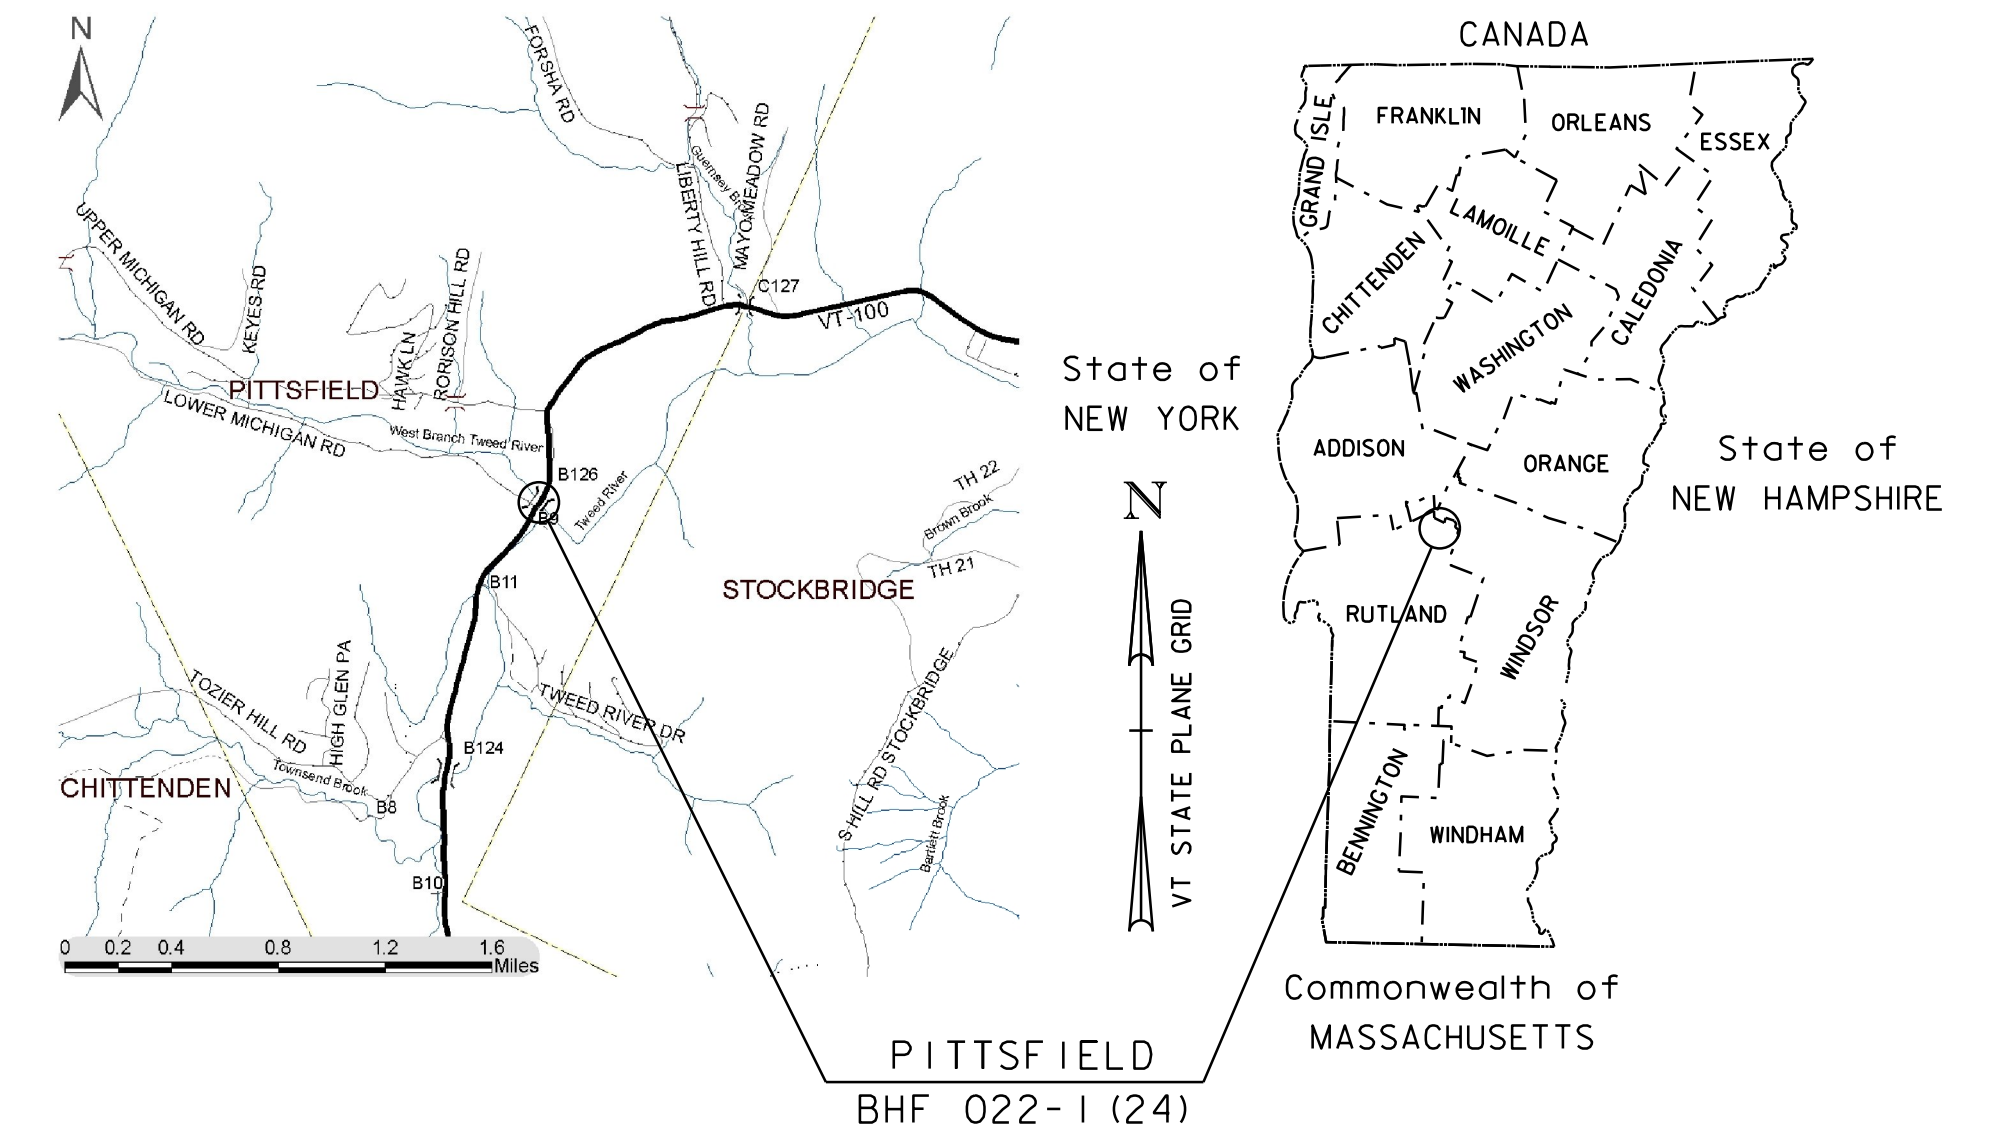 N
FORSHA RD
Guernsey Brook
MAYO MEADOW RD
LIBERTY HILL RD
UPPER MICHIGAN RD
KEYES RD
RORISON HILL RD
HAWK LN
C127
VT-100
PITTSFIELD
LOWER MICHIGAN RD
West Branch Tweed River
B126
B9
Tweed River
TH 22
Brown Brook
TH 21
B11
STOCKBRIDGE
TOZIER HILL RD
HIGH GLEN PA
TWEED RIVER DR
S HILL RD STOCKBRIDGE
B124
Townsend Brook
CHITTENDEN
B8
Bartlett Brook
B10
0 0.2 0.4 0.8 1.2 1.6
Miles
CANADA
GRAND ISLE
FRANKLIN
ORLEANS
ESSEX
LAMOILLE
CHITTENDEN
CALEDONIA
WASHINGTON
State of
NEW YORK
ADDISON
ORANGE
State of
NEW HAMPSHIRE
N
VT STATE PLANE GRID
RUTLAND
WINDSOR
BENNINGTON
WINDHAM
Commonwealth of
MASSACHUSETTS
PITTSFIELD
BHF 022-1(24)